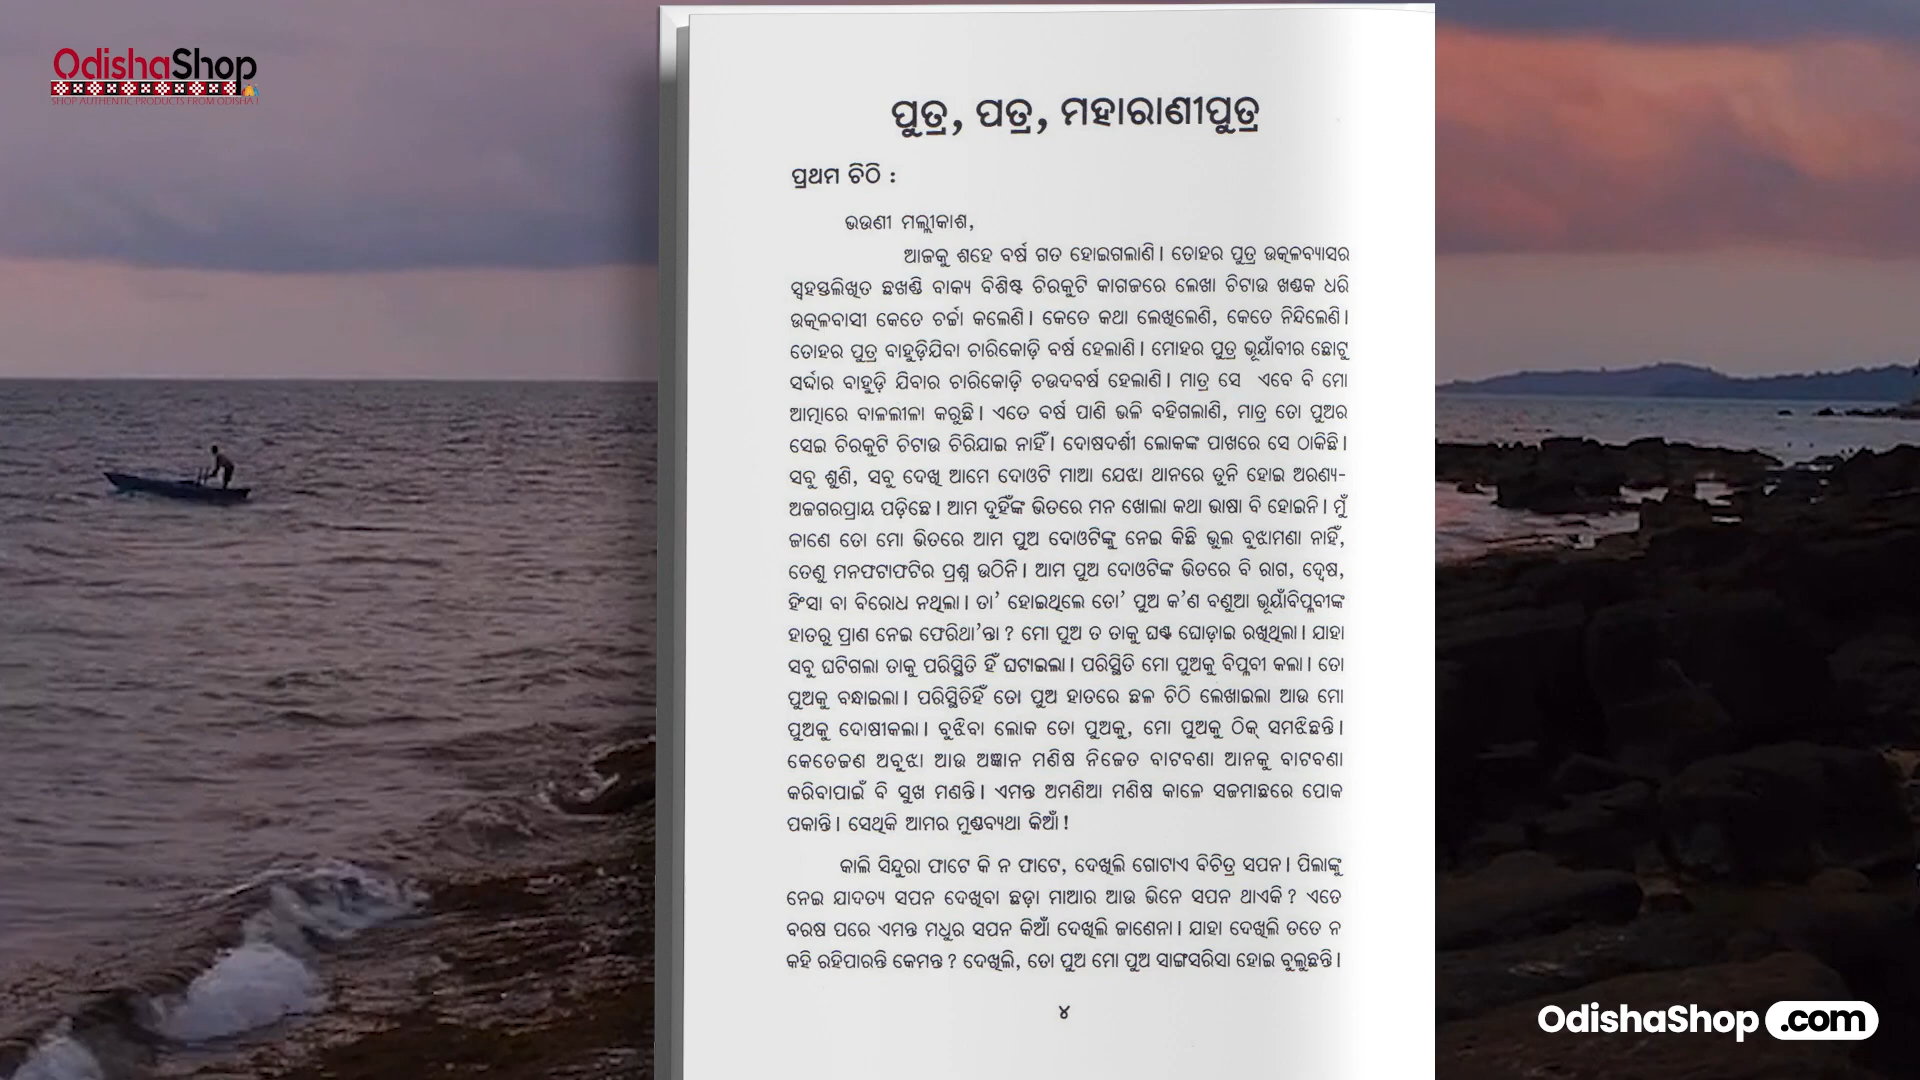 OdishaShop
SHOP AUTHENTIC PRODUCTS FROM ODISHA !
ପୁତ୍ର, ପତ୍ର, ମହାରାଣୀପୁତ୍ର
ପ୍ରଥମ ଚିଠି :
ଭଉଣୀ ମଲ୍ଲୀକାଶ,
ଆଜକୁ ଶହେ ବର୍ଷ ଗତ ହୋଇଗଲାଣି । ତୋହର ପୁତ୍ର ଉତ୍କଳବ୍ୟାସର
ସ୍ୱହସ୍ତଲିଖିତ ଛଖଣ୍ଡି ବାକ୍ୟ ବିଶିଷ୍ଟ ଚିରକୁଟି କାଗଜରେ ଲେଖା ଚିଟାଉ ଖଣ୍ଡକ ଧରି
ଉତ୍କଳବାସୀ କେତେ ଚର୍ଚ୍ଚା କଲେଣି । କେତେ କଥା ଲେଖିଲେଣି, କେତେ ନିନ୍ଦିଲେଣି ।
ତୋହର ପୁତ୍ର ବାହୁଡ଼ିଯିବା ଚାରିକୋଡ଼ି ବର୍ଷ ହେଲାଣି । ମୋହର ପୁତ୍ର ଭୂୟାଁବୀର ଛୋଟୁ
ସର୍ଦ୍ଦାର ବାହୁଡ଼ି ଯିବାର ଚାରିକୋଡ଼ି ଚଉଦବର୍ଷ ହେଲାଣି । ମାତ୍ର ସେ ଏବେ ବି ମୋ
ଆତ୍ମାରେ ବାଳଲୀଳା କରୁଛି । ଏତେ ବର୍ଷ ପାଣି ଭଳି ବହିଗଲାଣି, ମାତ୍ର ତୋ ପୁଅର
ସେଇ ଚିରକୁଟି ଚିଟାଉ ଚିରିଯାଇ ନାହିଁ । ଦୋଷଦର୍ଶୀ ଲୋକଙ୍କ ପାଖରେ ସେ ଠାକିଛି ।
ସବୁ ଶୁଣି, ସବୁ ଦେଖି ଆମେ ଦୋଓଟି ମାଆ ଯେଝା ଥାନରେ ତୁନି ହୋଇ ଅରଣ୍ୟ-
ଅଜଗରପ୍ରାୟ ପଡ଼ିଛେ । ଆମ ଦୁହିଁଙ୍କ ଭିତରେ ମନ ଖୋଲା କଥା ଭାଷା ବି ହୋଇନି । ମୁଁ
ଜାଣେ ତୋ ମୋ ଭିତରେ ଆମ ପୁଅ ଦୋଓଟିଙ୍କୁ ନେଇ କିଛି ଭୁଲ ବୁଝାମଣା ନାହିଁ,
ତେଣୁ ମନଫଟାଫଟିର ପ୍ରଶ୍ନ ଉଠିନି । ଆମ ପୁଅ ଦୋଓଟିଙ୍କ ଭିତରେ ବି ରାଗ, ଦ୍ୱେଷ,
ହିଂସା ବା ବିରୋଧ ନଥିଲା । ତା’ ହୋଇଥିଲେ ତୋ’ ପୁଅ କ’ଣ ବଣୁଆ ଭୂୟାଁବିପ୍ଳବୀଙ୍କ
ହାତରୁ ପ୍ରାଣ ନେଇ ଫେରିଥା’ନ୍ତା ? ମୋ ପୁଅ ତ ତାକୁ ଘଣ୍ଟ ଘୋଡ଼ାଇ ରଖିଥିଲା । ଯାହା
ସବୁ ଘଟିଗଲା ତାକୁ ପରିସ୍ଥିତି ହିଁ ଘଟାଇଲା । ପରିସ୍ଥିତି ମୋ ପୁଅକୁ ବିପ୍ଳବୀ କଲା । ତୋ
ପୁଅକୁ ବନ୍ଧାଇଲା । ପରିସ୍ଥିତିହିଁ ତୋ ପୁଅ ହାତରେ ଛଳ ଚିଠି ଲେଖାଇଲା ଆଉ ମୋ
ପୁଅକୁ ଦୋଷୀକଲା । ବୁଝିବା ଲୋକ ତୋ ପୁଅକୁ, ମୋ ପୁଅକୁ ଠିକ୍ ସମଝିଛନ୍ତି ।
କେତେଜଣ ଅବୁଝା ଆଉ ଅଜ୍ଞାନ ମଣିଷ ନିଜେତ ବାଟବଣା ଆନକୁ ବାଟବଣା
କରିବାପାଇଁ ବି ସୁଖ ମଣନ୍ତି । ଏମନ୍ତ ଅମଣିଆ ମଣିଷ କାଳେ ସଜମାଛରେ ପୋକ
ପକାନ୍ତି । ସେଥିକି ଆମର ମୁଣ୍ଡବ୍ୟଥା କିଆଁ !
କାଲି ସିନ୍ଦୁରା ଫାଟେ କି ନ ଫାଟେ, ଦେଖିଲି ଗୋଟାଏ ବିଚିତ୍ର ସପନ । ପିଲାଙ୍କୁ
ନେଇ ଯାଦତ୍ୟ ସପନ ଦେଖିବା ଛଡ଼ା ମାଆର ଆଉ ଭିନେ ସପନ ଥାଏକି ? ଏତେ
ବରଷ ପରେ ଏମନ୍ତ ମଧୁର ସପନ କିଆଁ ଦେଖିଲି ଜାଣେନା । ଯାହା ଦେଖିଲି ତତେ ନ
କହି ରହିପାରନ୍ତି କେମନ୍ତ ? ଦେଖିଲି, ତୋ ପୁଅ ମୋ ପୁଅ ସାଙ୍ଗସରିସା ହୋଇ ବୁଲୁଛନ୍ତି ।
୪
OdishaShop .com